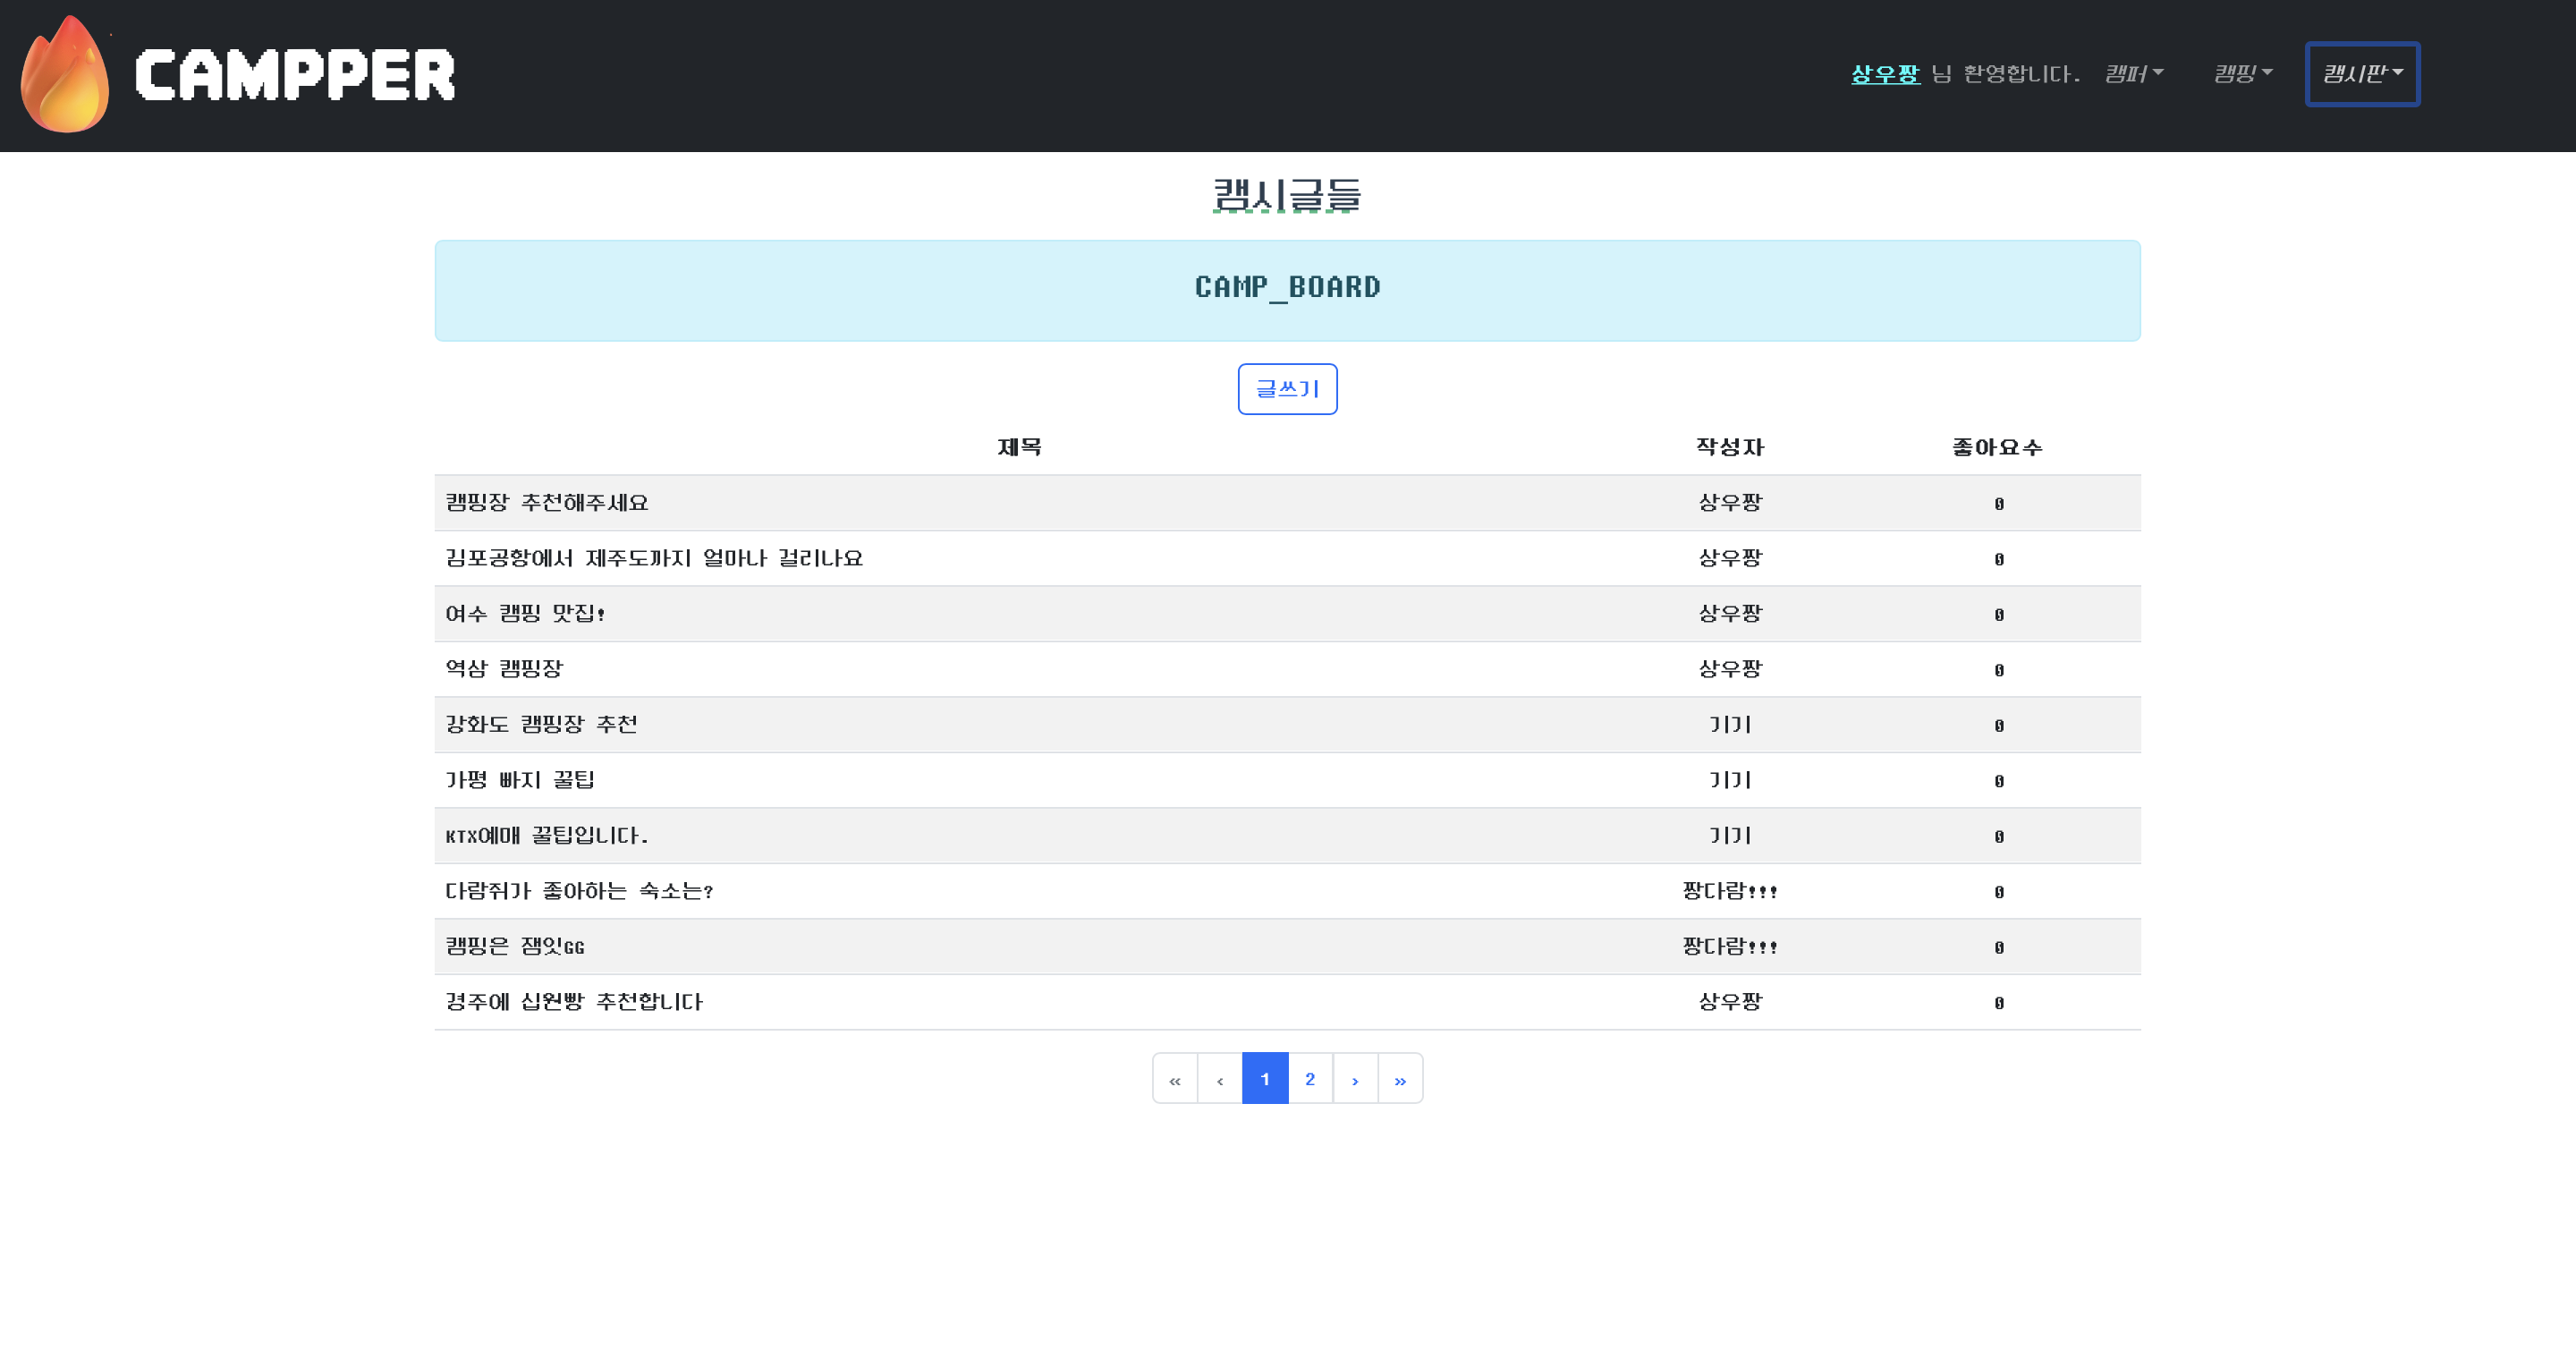 CAMPPER
상우짱 님 환영합니다. 캠퍼 캠핑 캠시판
캠시글들
CAMP_BOARD
글쓰기
제목 작성자 좋아요수
캠핑장 추천해주세요 상우짱 0
김포공항에서 제주도까지 얼마나 걸리나요 상우짱 0
여수 캠핑 맛집! 상우짱 0
역삼 캠핑장 상우짱 0
강화도 캠핑장 추천 기기 0
가평 빠지 꿀팁 기기 0
KTX예매 꿀팁입니다. 기기 0
다람쥐가 좋아하는 숙소는? 짱다람!!! 0
캠핑은 잼잇GG 짱다람!!! 0
경주에 십원빵 추천합니다 상우짱 0
« ‹ 1 2 › »